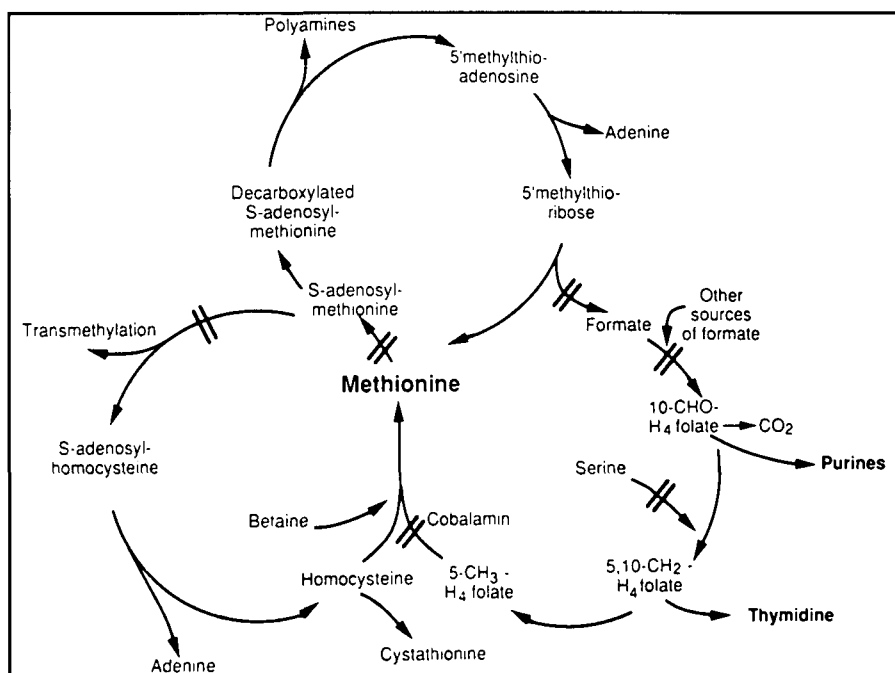 Polyamines
5'methylthio-
adenosine
Adenine
Decarboxylated
S-adenosyl-
methionine
5'methylthio-
ribose
S-adenosyl-
methionine
Other
sources
of formate
Transmethylation
Formate
Methionine
10-CHO-
H4 folate
CO2
S-adenosyl-
homocysteine
Purines
Serine
Betaine
Cobalamin
Homocysteine
5-CH3 -
H4 folate
5,10-CH2 -
H4 folate
Thymidine
Cystathionine
Adenine